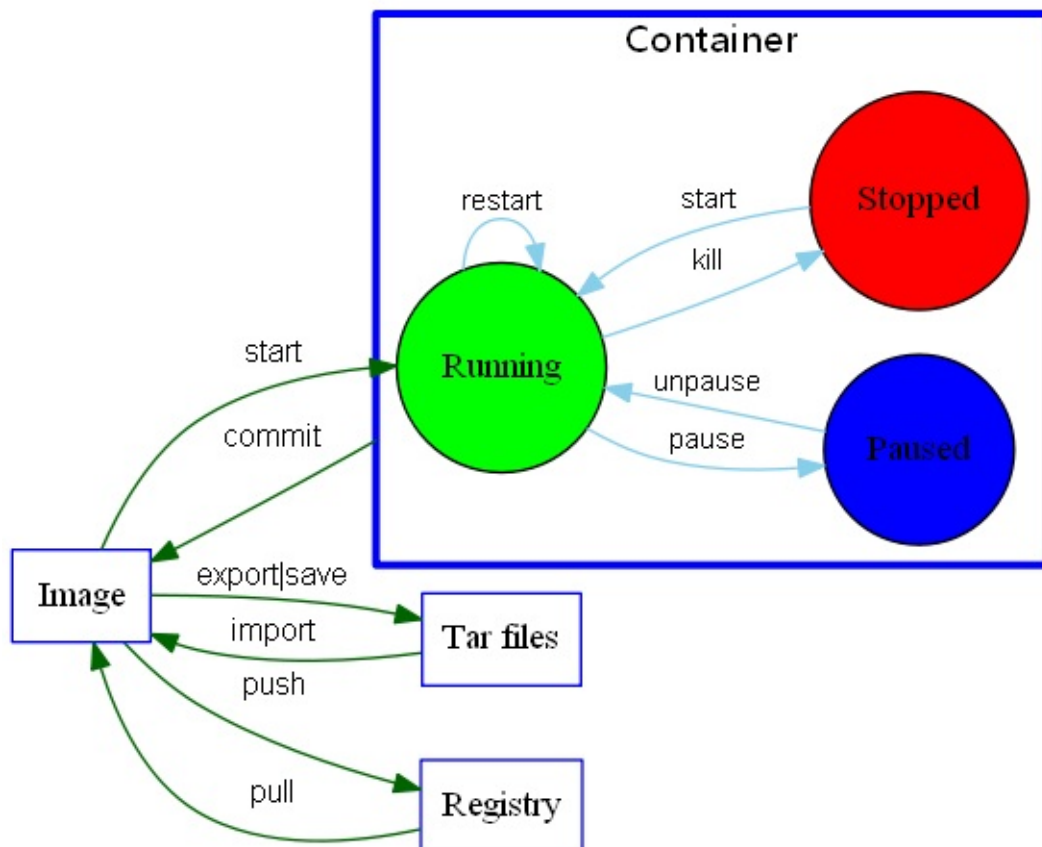 Container
Stopped
restart
start
kill
Running
start
unpause
commit
pause
Paused
Image
export|save
import
Tar files
push
pull
Registry